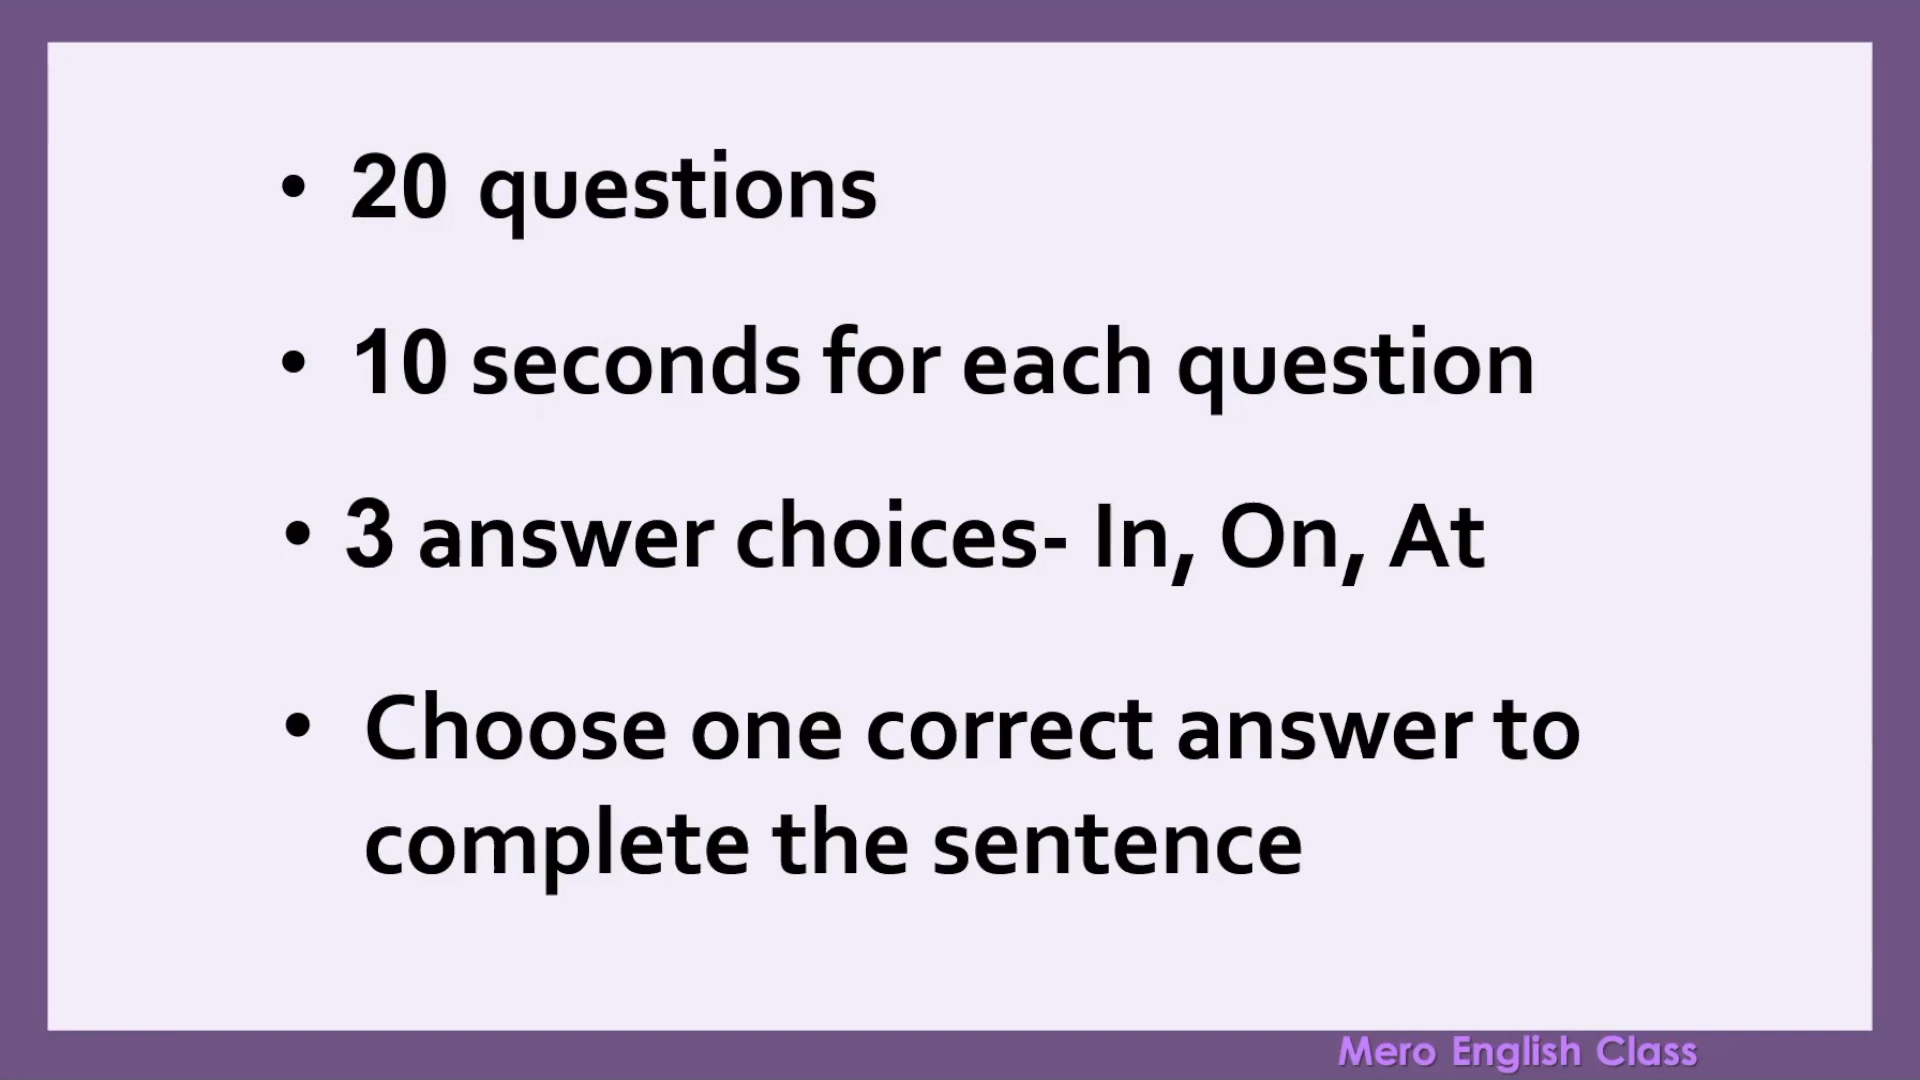 • 20 questions
• 10 seconds for each question
• 3 answer choices- In, On, At
• Choose one correct answer to
complete the sentence
Mero English Class